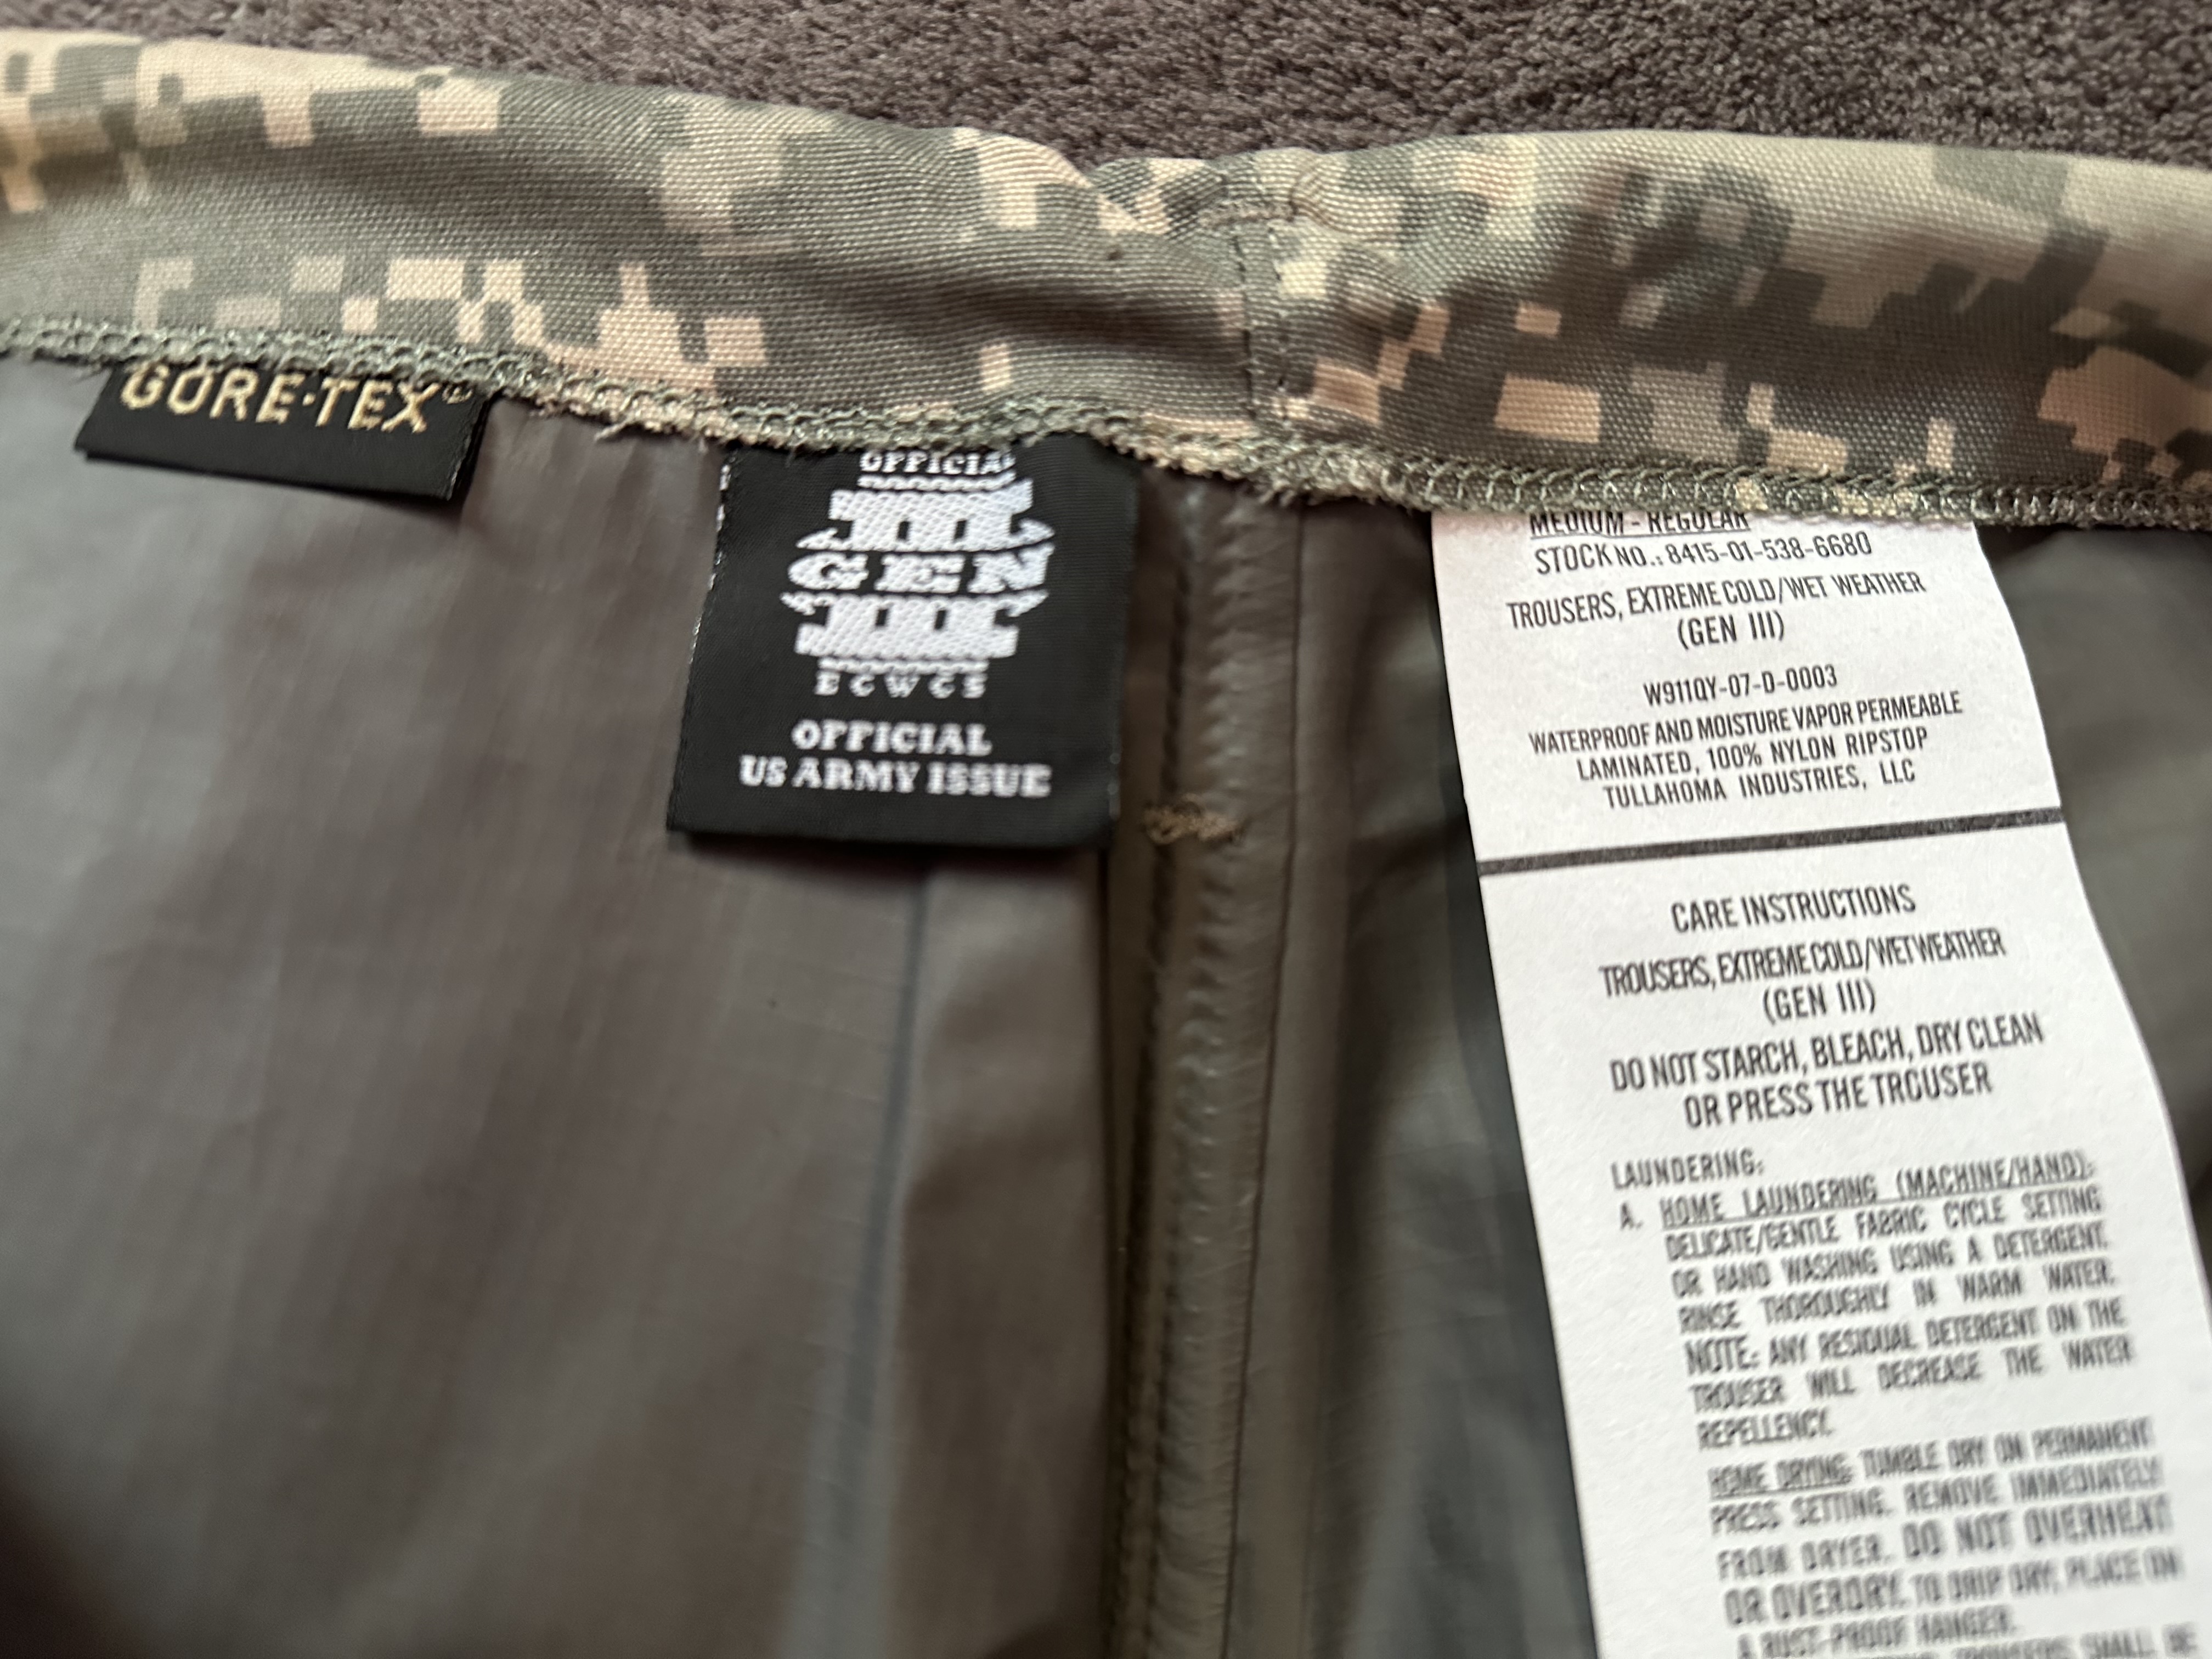 GORE-TEX®
OFFICIAL
III
GEN
III
ECWCS
OFFICIAL
US ARMY ISSUE
MEDIUM - REGULAR
STOCK NO.: 8415-01-538-6680
TROUSERS, EXTREME COLD/WET WEATHER
(GEN III)
W911QY-07-D-0003
WATERPROOF AND MOISTURE VAPOR PERMEABLE
LAMINATED, 100% NYLON RIPSTOP
TULLAHOMA INDUSTRIES, LLC
CARE INSTRUCTIONS
TROUSERS, EXTREME COLD/WET WEATHER
(GEN III)
DO NOT STARCH, BLEACH, DRY CLEAN
OR PRESS THE TROUSER
LAUNDERING:
A. HOME LAUNDERING (MACHINE/HAND):
DELICATE/GENTLE FABRIC CYCLE SETTING
OR HAND WASHING USING A DETERGENT.
RINSE THOROUGHLY IN WARM WATER.
NOTE: ANY RESIDUAL DETERGENT ON THE
TROUSER WILL DECREASE THE WATER
REPELLENCY.
HOME DRYING: TUMBLE DRY ON PERMANENT
PRESS SETTING. REMOVE IMMEDIATELY
FROM DRYER. DO NOT OVERHEAT
OR OVERDRY. TO DRIP DRY, PLACE ON
A RUST-PROOF HANGER.
TROUSERS SHALL BE